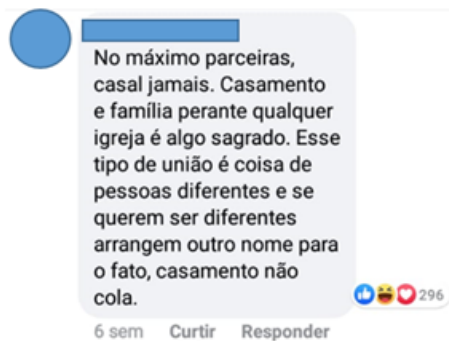 No máximo parceiras,
casal jamais. Casamento
e família perante qualquer
igreja é algo sagrado. Esse
tipo de união é coisa de
pessoas diferentes e se
querem ser diferentes
arrangem outro nome para
o fato, casamento não
cola.
296
6 sem Curtir Responder